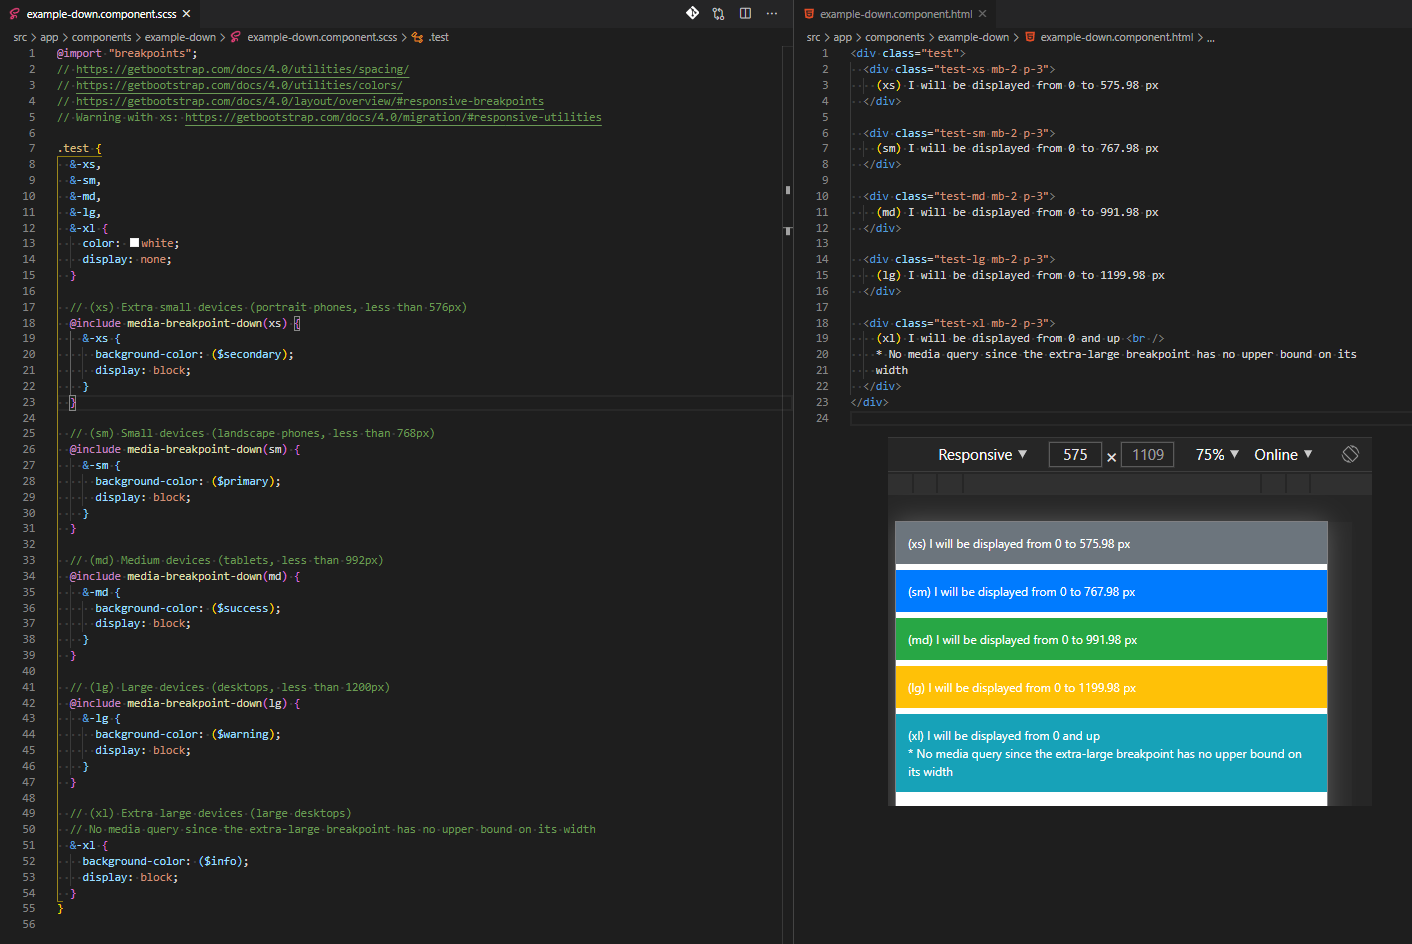 example-down.component.scss
src > app > components > example-down > example-down.component.scss > .test
1 @import "breakpoints";
2 // https://getbootstrap.com/docs/4.0/utilities/spacing/
3 // https://getbootstrap.com/docs/4.0/utilities/colors/
4 // https://getbootstrap.com/docs/4.0/layout/overview/#responsive-breakpoints
5 // Warning with xs: https://getbootstrap.com/docs/4.0/migration/#responsive-utilities
6
7 .test {
8 &-xs,
9 &-sm,
10 &-md,
11 &-lg,
12 &-xl {
13 color: white;
14 display: none;
15 }
16
17 // (xs) Extra small devices (portrait phones, less than 576px)
18 @include media-breakpoint-down(xs) {
19 &-xs {
20 background-color: ($secondary);
21 display: block;
22 }
23 }
24
25 // (sm) Small devices (landscape phones, less than 768px)
26 @include media-breakpoint-down(sm) {
27 &-sm {
28 background-color: ($primary);
29 display: block;
30 }
31 }
32
33 // (md) Medium devices (tablets, less than 992px)
34 @include media-breakpoint-down(md) {
35 &-md {
36 background-color: ($success);
37 display: block;
38 }
39 }
40
41 // (lg) Large devices (desktops, less than 1200px)
42 @include media-breakpoint-down(lg) {
43 &-lg {
44 background-color: ($warning);
45 display: block;
46 }
47 }
48
49 // (xl) Extra large devices (large desktops)
50 // No media query since the extra-large breakpoint has no upper bound on its width
51 &-xl {
52 background-color: ($info);
53 display: block;
54 }
55 }
56
example-down.component.html
src > app > components > example-down > example-down.component.html > ...
1 <div class="test">
2 <div class="test-xs mb-2 p-3">
3 (xs) I will be displayed from 0 to 575.98 px
4 </div>
5
6 <div class="test-sm mb-2 p-3">
7 (sm) I will be displayed from 0 to 767.98 px
8 </div>
9
10 <div class="test-md mb-2 p-3">
11 (md) I will be displayed from 0 to 991.98 px
12 </div>
13
14 <div class="test-lg mb-2 p-3">
15 (lg) I will be displayed from 0 to 1199.98 px
16 </div>
17
18 <div class="test-xl mb-2 p-3">
19 (xl) I will be displayed from 0 and up <br />
20 * No media query since the extra-large breakpoint has no upper bound on its
21 width
22 </div>
23 </div>
24
Responsive ▼ 575 × 1109 75% ▼ Online ▼
(xs) I will be displayed from 0 to 575.98 px
(sm) I will be displayed from 0 to 767.98 px
(md) I will be displayed from 0 to 991.98 px
(lg) I will be displayed from 0 to 1199.98 px
(xl) I will be displayed from 0 and up
* No media query since the extra-large breakpoint has no upper bound on
its width